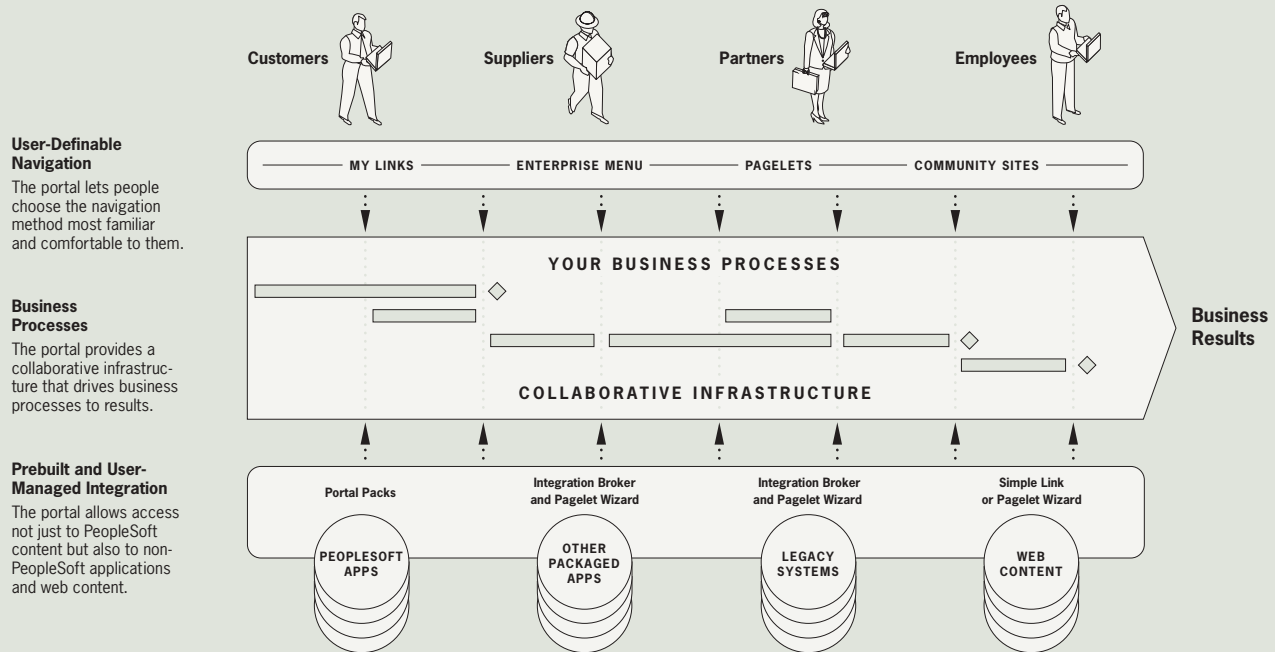 Customers
Suppliers
Partners
Employees
User-Definable
Navigation
The portal lets people
choose the navigation
method most familiar
and comfortable to them.
MY LINKS
ENTERPRISE MENU
PAGELETS
COMMUNITY SITES
YOUR BUSINESS PROCESSES
Business
Processes
The portal provides a
collaborative infrastruc-
ture that drives business
processes to results.
COLLABORATIVE INFRASTRUCTURE
Business
Results
Prebuilt and User-
Managed Integration
The portal allows access
not just to PeopleSoft
content but also to non-
PeopleSoft applications
and web content.
Portal Packs
Integration Broker
and Pagelet Wizard
Integration Broker
and Pagelet Wizard
Simple Link
or Pagelet Wizard
PEOPLESOFT
APPS
OTHER
PACKAGED
APPS
LEGACY
SYSTEMS
WEB
CONTENT